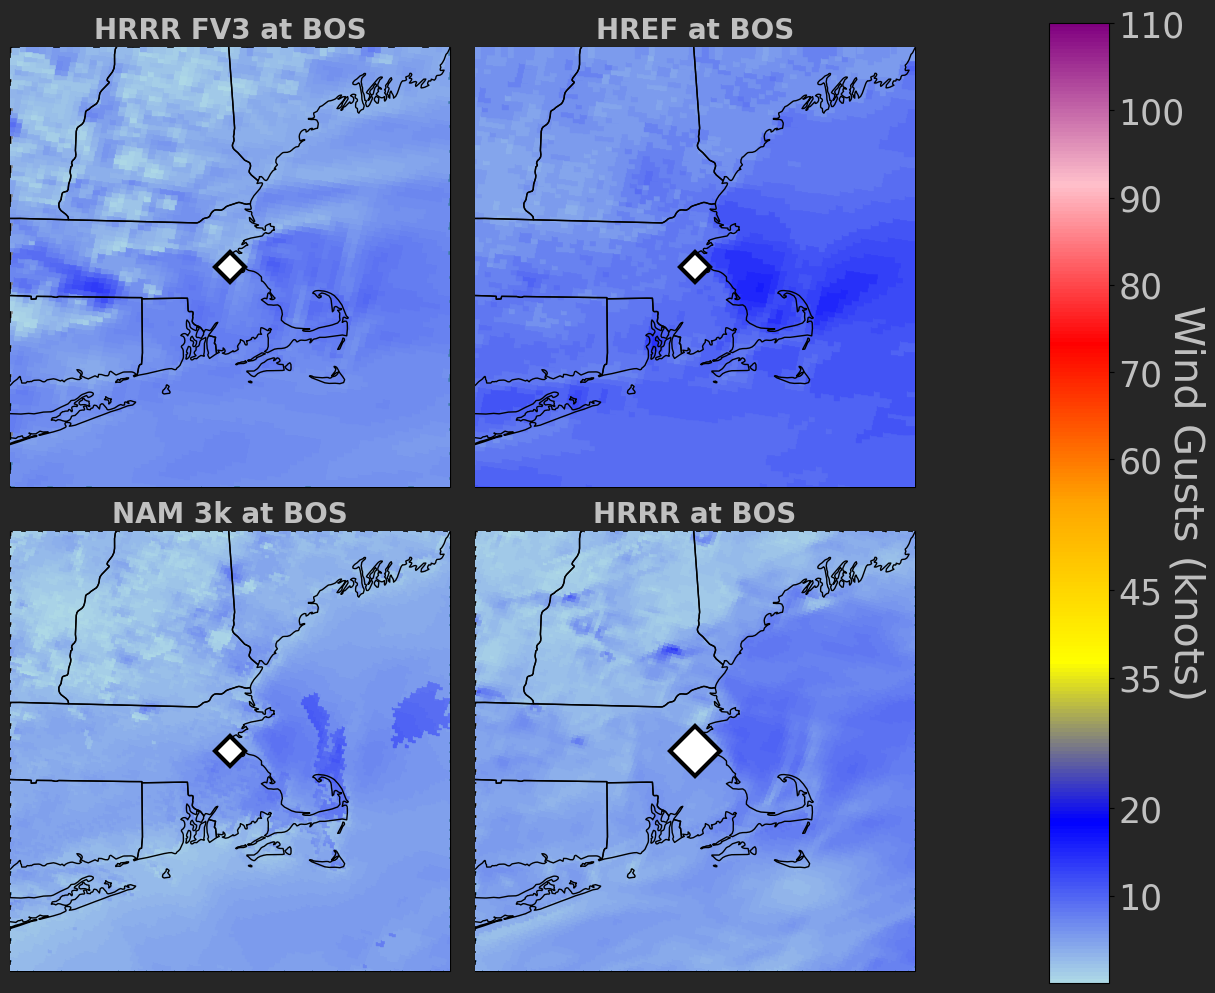 HRRR FV3 at BOS
HREF at BOS
NAM 3k at BOS
HRRR at BOS
110
100
90
80
70
60
45
35
20
10
Wind Gusts (knots)